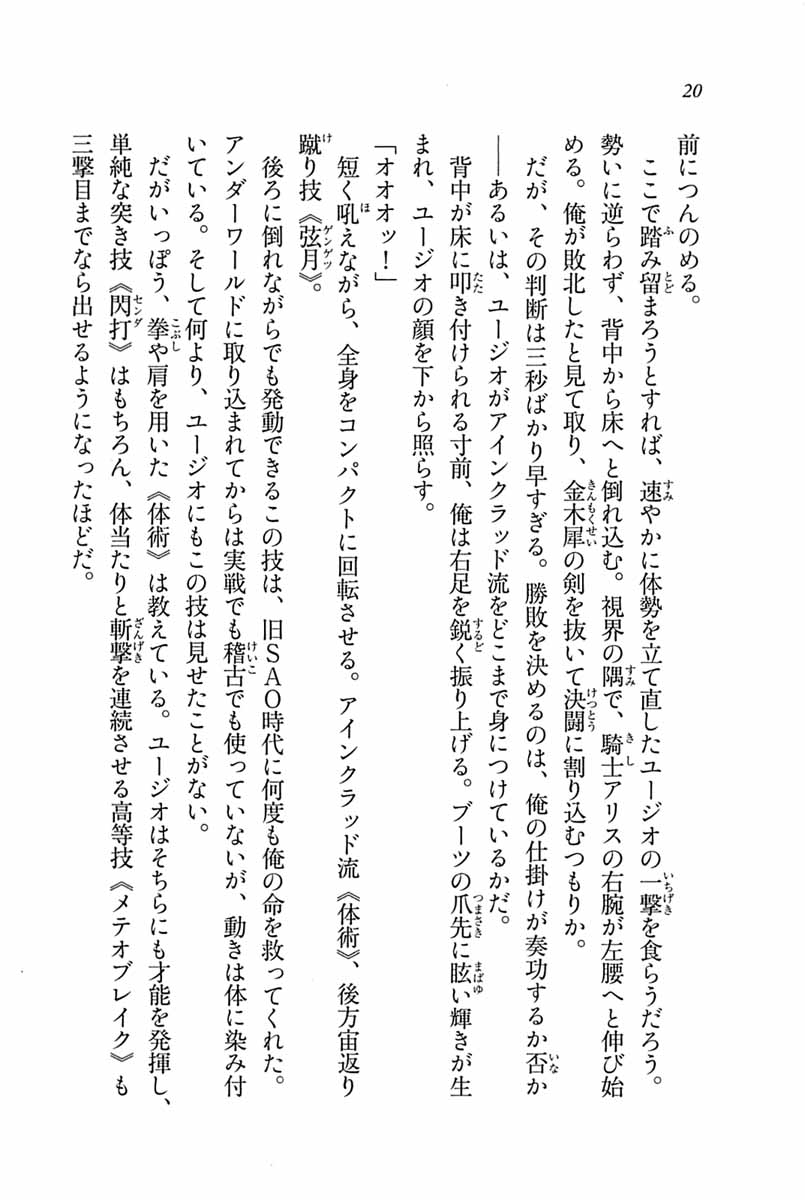 20
前につんのめる。
　ここで踏み留まろうとすれば、速やかに体勢を立て直したユージオの一撃を食らうだろう。
勢いに逆らわず、背中から床へと倒れ込む。視界の隅で、騎士アリスの右腕が左腰へと伸び始
める。俺が敗北したと見て取り、金木犀の剣を抜いて決闘に割り込むつもりか。
　だが、その判断は三秒ばかり早すぎる。勝敗を決めるのは、俺の仕掛けが奏功するか否か
――あるいは、ユージオがアインクラッド流をどこまで身につけているかだ。
　背中が床に叩き付けられる寸前、俺は右足を鋭く振り上げる。ブーツの爪先に眩い輝きが生
まれ、ユージオの顔を下から照らす。
「オオオッ！」
　短く吼えながら、全身をコンパクトに回転させる。アインクラッド流《体術》、後方宙返り
蹴り技《弦月》。
　後ろに倒れながらでも発動できるこの技は、旧ＳＡＯ時代に何度も俺の命を救ってくれた。
アンダーワールドに取り込まれてからは実戦でも稽古でも使っていないが、動きは体に染み付
いている。そして何より、ユージオにもこの技は見せたことがない。
　だがいっぽう、拳や肩を用いた《体術》は教えている。ユージオはそちらにも才能を発揮し、
単純な突き技《閃打》はもちろん、体当たりと斬撃を連続させる高等技《メテオブレイク》も
三撃目までなら出せるようになったほどだ。